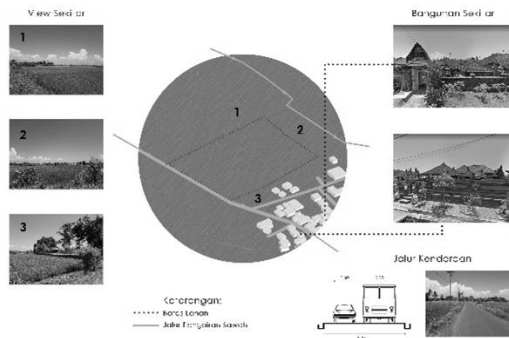 View Sekitar
Bangunan Sekitar
1
2
3
1
2
3
Jalur Kendaraan
Keterangan:
Batas Lahan
Jalur Pengairan Sawah